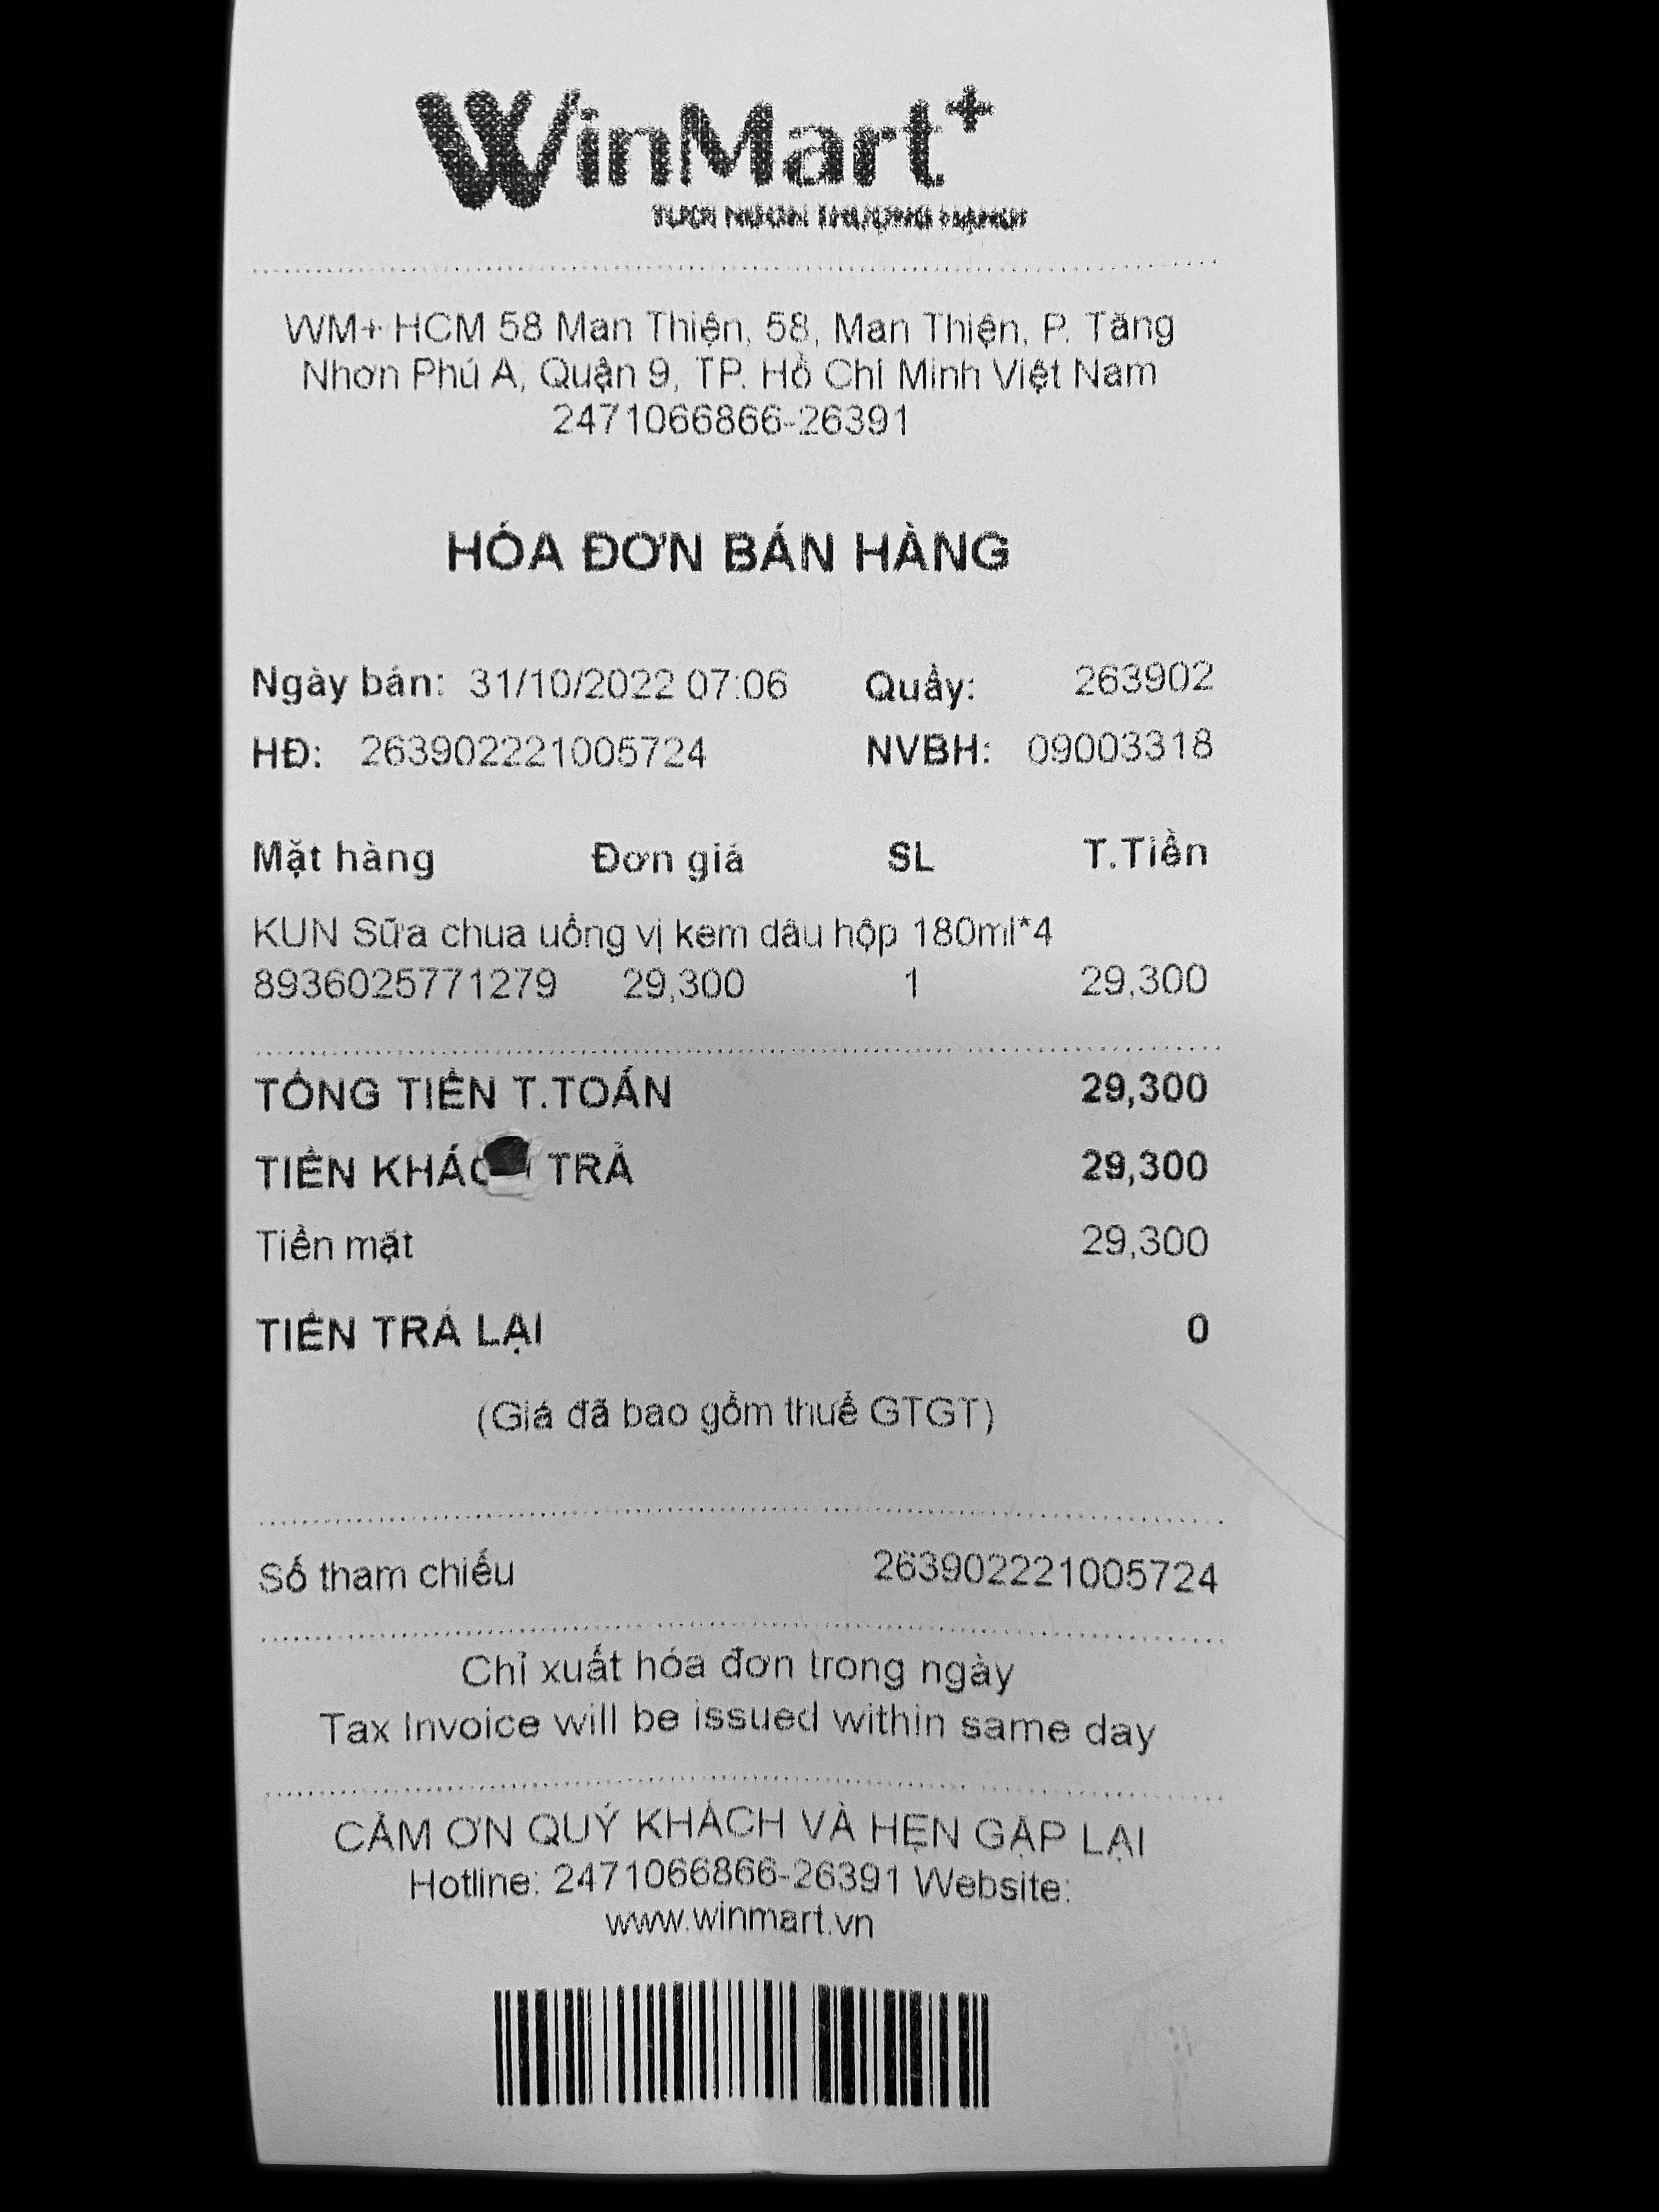 WinMart+
WM+ HCM 58 Man Thiện, 58, Man Thiện, P. Tăng
Nhơn Phú A, Quận 9, TP. Hồ Chí Minh Việt Nam
2471066866-26391
HÓA ĐƠN BÁN HÀNG
Ngày bán: 31/10/2022 07:06 Quầy: 263902
HĐ: 263902221005724 NVBH: 09003318
Mặt hàng Đơn giá SL T.Tiền
KUN Sữa chua uống vị kem dâu hộp 180ml*4
8936025771279 29,300 1 29,300
TỔNG TIỀN T.TOÁN 29,300
TIỀN TRẢ 29,300
Tiền mặt 29,300
TIỀN TRẢ LẠI 0
(Giá đã bao gồm thuế GTGT)
Số tham chiếu 263902221005724
Chỉ xuất hóa đơn trong ngày
Tax Invoice will be issued within same day
CẢM ƠN QUÝ KHÁCH VÀ HẸN GẶP LẠI
Hotline: 2471066866-26391 Website:
www.winmart.vn